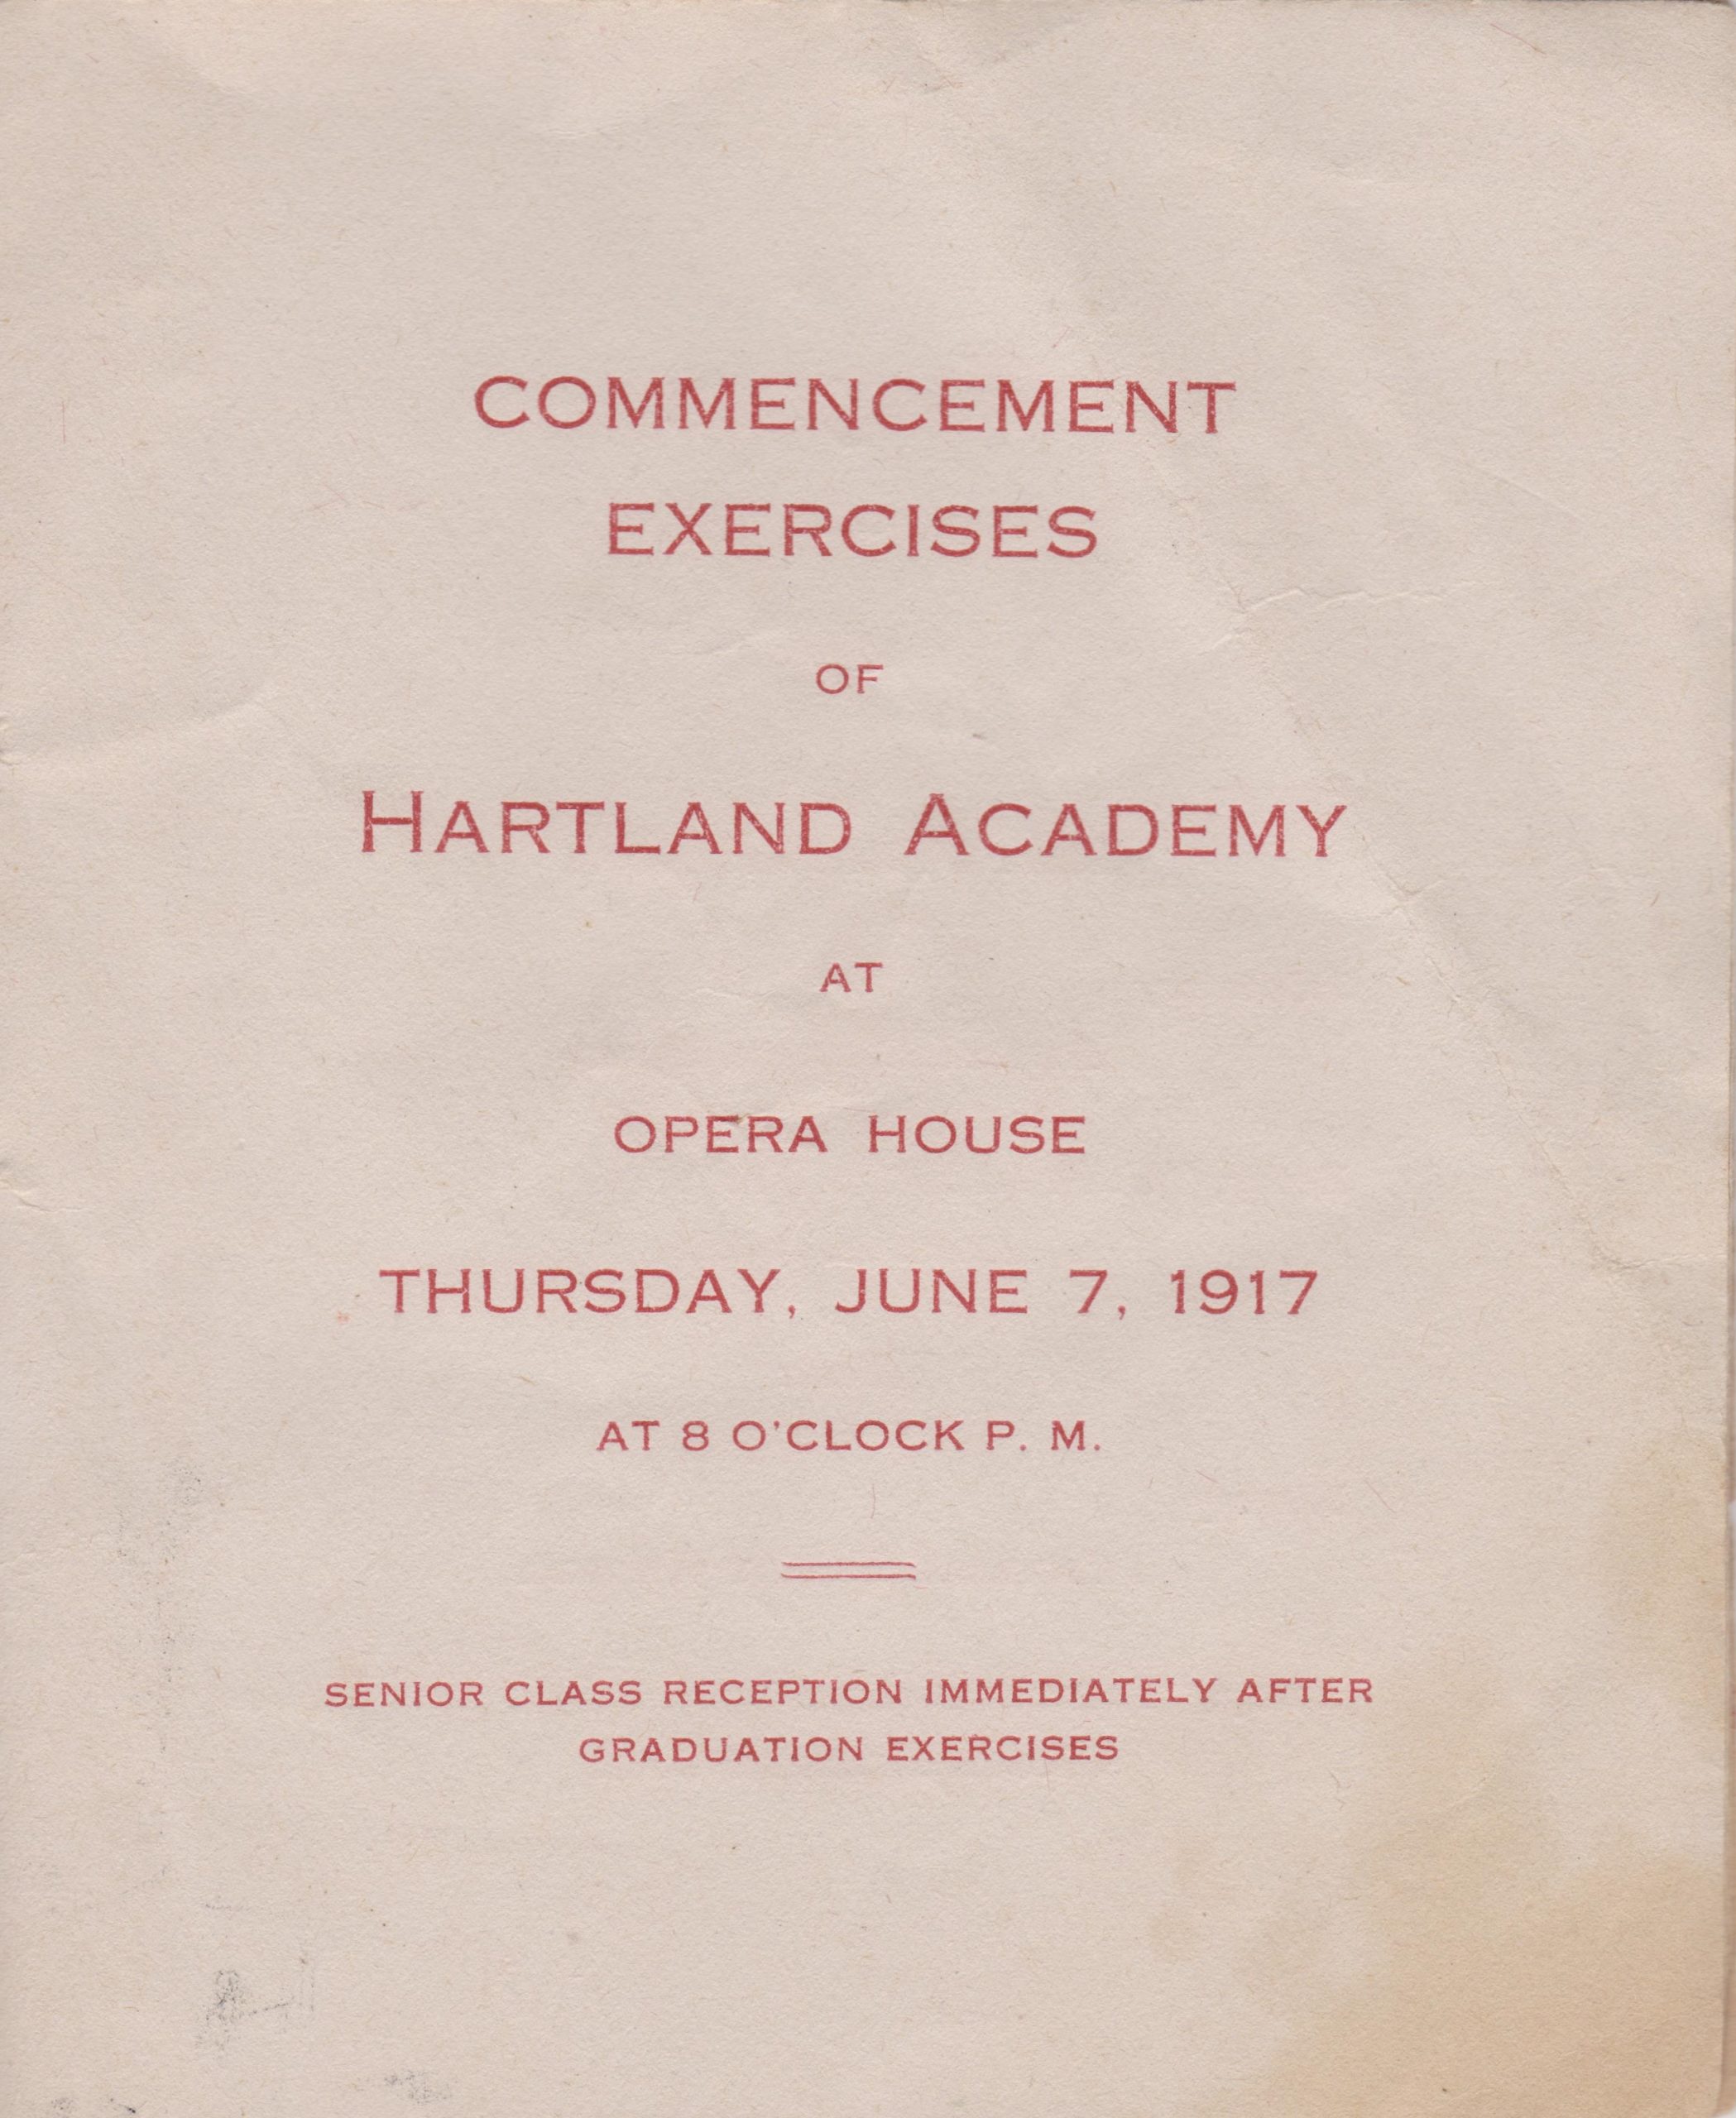 COMMENCEMENT
EXERCISES
OF
HARTLAND ACADEMY
AT
OPERA HOUSE
THURSDAY, JUNE 7, 1917
AT 8 O'CLOCK P. M.
SENIOR CLASS RECEPTION IMMEDIATELY AFTER
GRADUATION EXERCISES